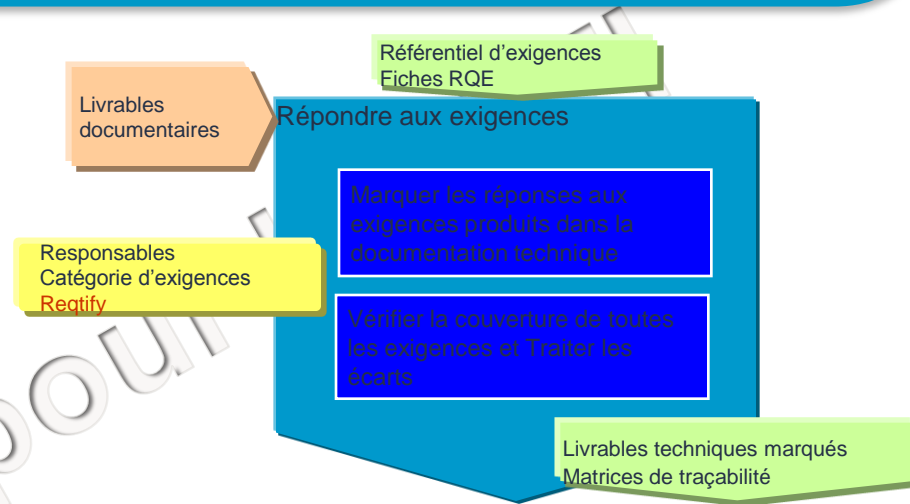 Référentiel d'exigences
Fiches RQE
Livrables
documentaires
Répondre aux exigences
Marquer les réponses aux
exigences produits dans la
documentation technique
Responsables
Catégorie d'exigences
Reqtify
Vérifier la couverture de toutes
les exigences et Traiter les
écarts
Livrables techniques marqués
Matrices de traçabilité
pour